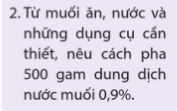 2. Từ muối ăn, nước và
những dụng cụ cần
thiết, nêu cách pha
500 gam dung dịch
nước muối 0,9%.